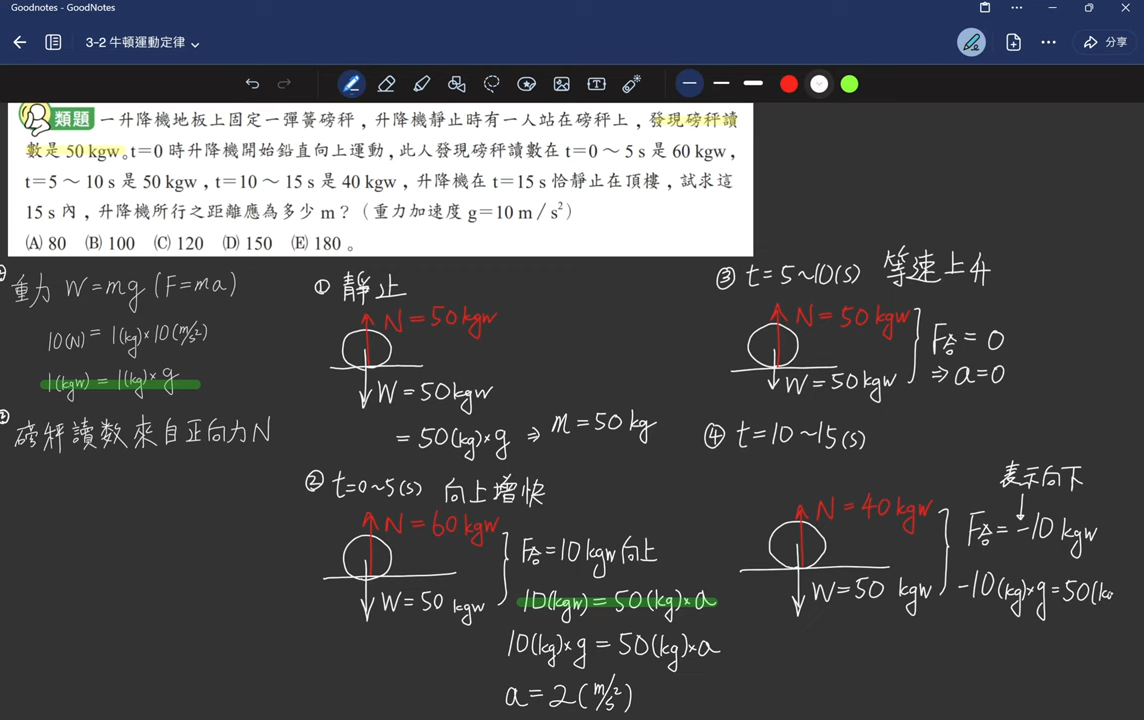 Goodnotes - GoodNotes
3-2 牛頓運動定律
分享
類題 一升降機地板上固定一彈簧磅秤，升降機靜止時有一人站在磅秤上，發現磅秤讀
數是 50 kgw。t=0 時升降機開始鉛直向上運動，此人發現磅秤讀數在 t=0～5 s 是 60 kgw，
t=5～10 s 是 50 kgw，t=10～15 s 是 40 kgw，升降機在 t=15 s 恰靜止在頂樓，試求這
15 s 內，升降機所行之距離應為多少 m？（重力加速度 g=10 m／s²）
(A) 80 (B) 100 (C) 120 (D) 150 (E) 180。
重力 W=mg (F=ma)
10(N) = 1(kg)×10(m/s²)
1(kgw) = 1(kg)×g
磅秤讀数來自正向力N
① 靜止
N=50kgw
W=50kgw
=50(kg)×g ⇒ m=50kg
② t=0~5(s) 向上增快
N=60kgw
W=50kgw
F合=10kgw向上
10(kgw)=50(kg)×a
10(kg)×g=50(kg)×a
a=2(m/s²)
③ t=5~10(s) 等速上升
N=50kgw
W=50kgw
F合=0
⇒a=0
④ t=10~15(s)
表示向下
N=40kgw
W=50kgw
F合=-10kgw
-10(kg)×g=50(k